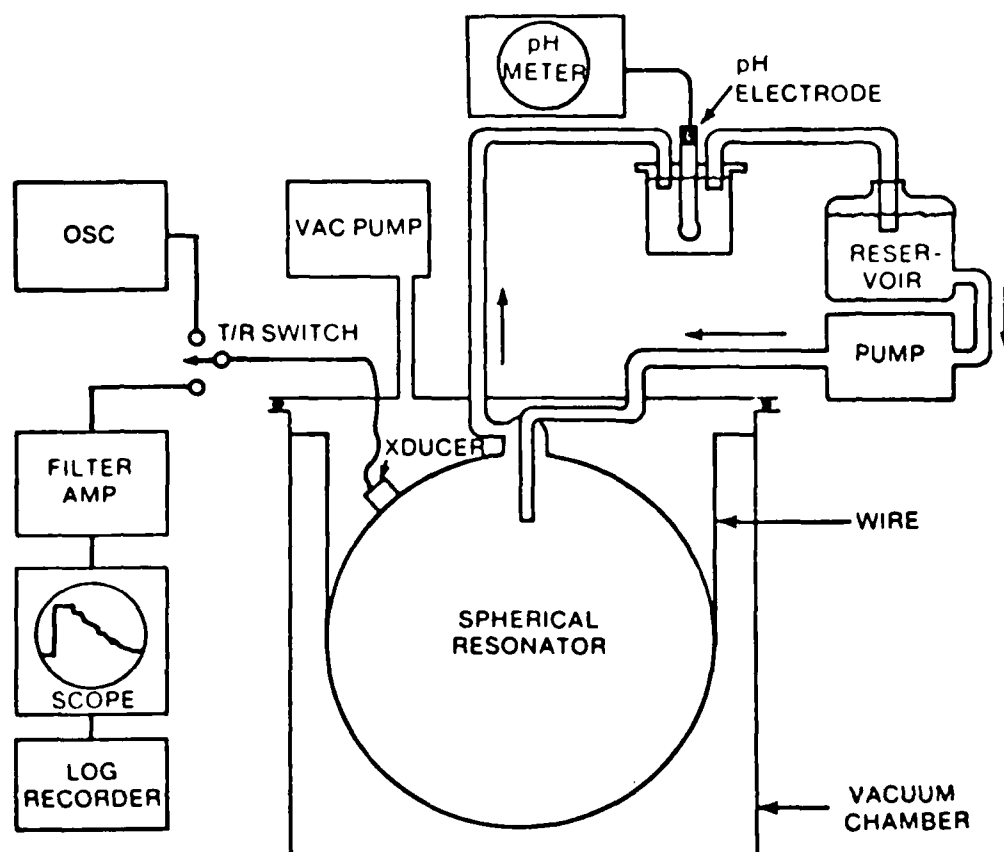 pH
METER
pH
ELECTRODE
OSC
VAC PUMP
RESER-
VOIR
T/R SWITCH
PUMP
XDUCER
FILTER
AMP
WIRE
SPHERICAL
RESONATOR
SCOPE
LOG
RECORDER
VACUUM
CHAMBER